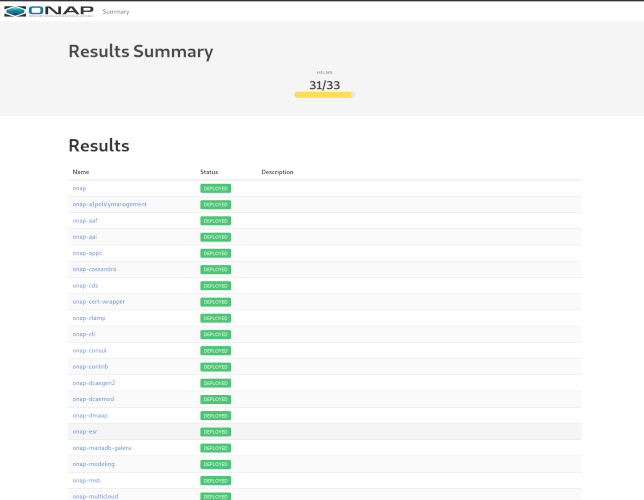 ONAP Summary
Results Summary
HELMS
31/33
Results
Name Status Description
onap DEPLOYED
onap-a1policymanagement DEPLOYED
onap-aaf DEPLOYED
onap-aai DEPLOYED
onap-appc DEPLOYED
onap-cassandra DEPLOYED
onap-cds DEPLOYED
onap-cert-wrapper DEPLOYED
onap-clamp DEPLOYED
onap-cli DEPLOYED
onap-consul DEPLOYED
onap-contrib DEPLOYED
onap-dcaegen2 DEPLOYED
onap-dcaemod DEPLOYED
onap-dmaap DEPLOYED
onap-esr DEPLOYED
onap-mariadb-galera DEPLOYED
onap-modeling DEPLOYED
onap-msb DEPLOYED
onap-multicloud DEPLOYED